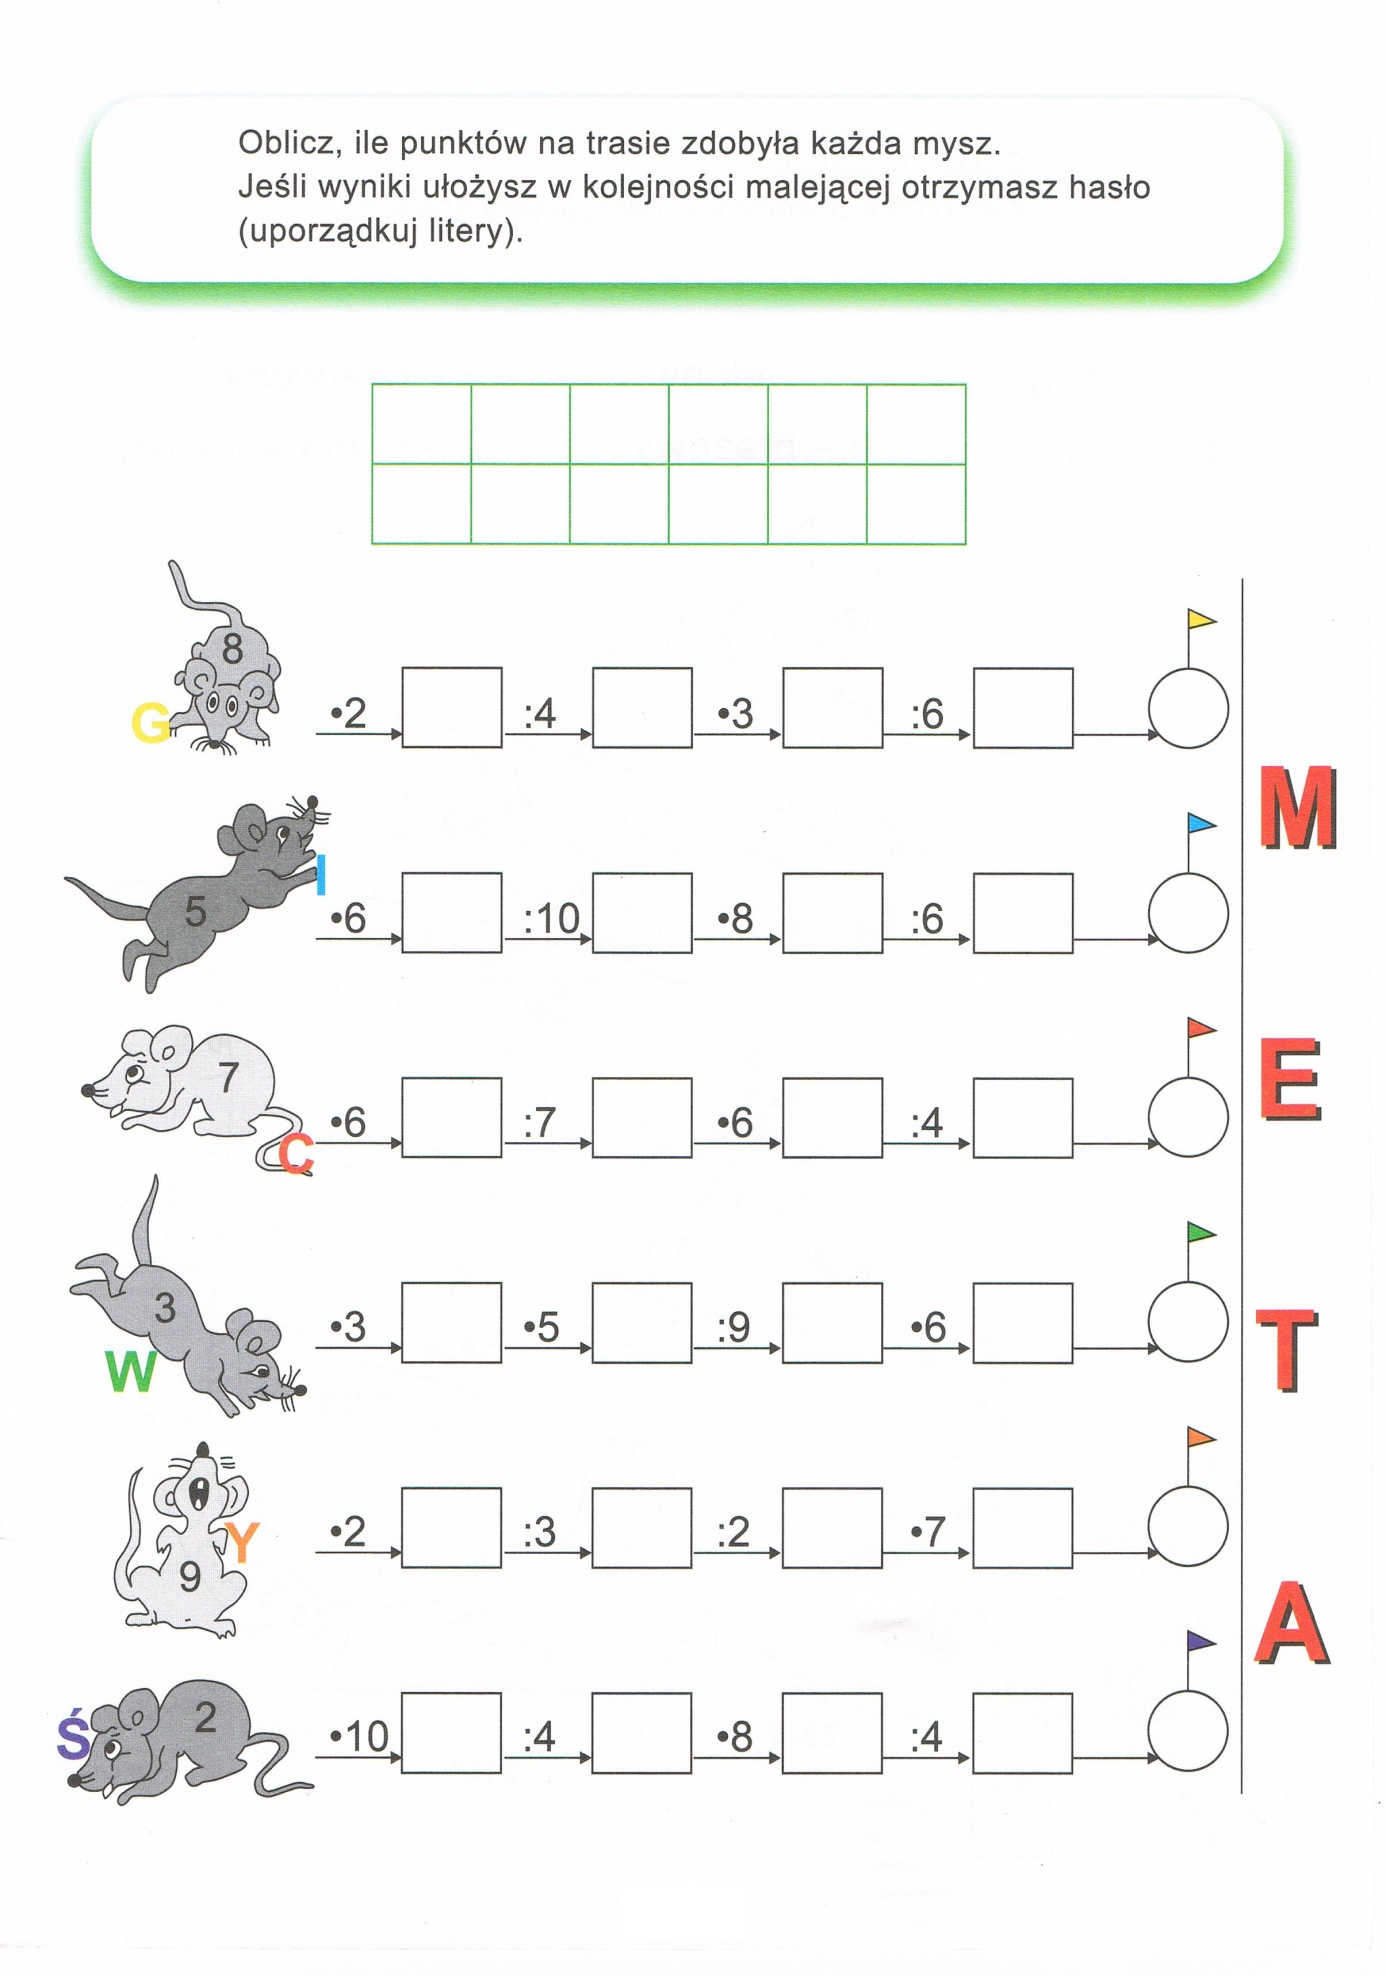 Oblicz, ile punktów na trasie zdobyła każda mysz.
Jeśli wyniki ułożysz w kolejności malejącej otrzymasz hasło
(uporządkuj litery).
8
G •2 :4 •3 :6
M
5
I
•6 :10 •8 :6
7
E
C
•6 :7 •6 :4
3
W
•3 •5 :9 •6
T
Y
9
•2 :3 :2 •7
A
2
Ś
•10 :4 •8 :4